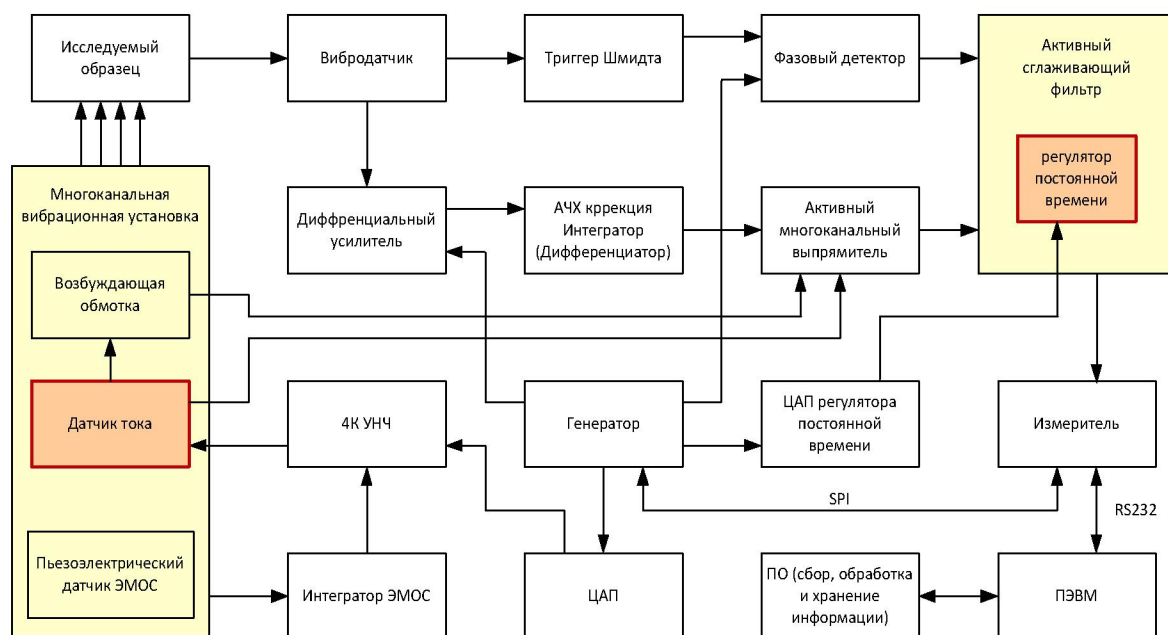 Исследуемый
образец
Вибродатчик
Триггер Шмидта
Фазовый детектор
Активный
сглаживающий
фильтр
регулятор
постоянной
времени
Многоканальная
вибрационная установка
Диффренциальный
усилитель
АЧХ кррекция
Интегратор
(Дифференциатор)
Активный
многоканальный
выпрямитель
Возбуждающая
обмотка
Датчик тока
4К УНЧ
Генератор
ЦАП регулятора
постоянной
времени
Измеритель
SPI
RS232
Пьезоэлектрический
датчик ЭМОС
Интегратор ЭМОС
ЦАП
ПО (сбор, обработка
и хранение
информации)
ПЭВМ